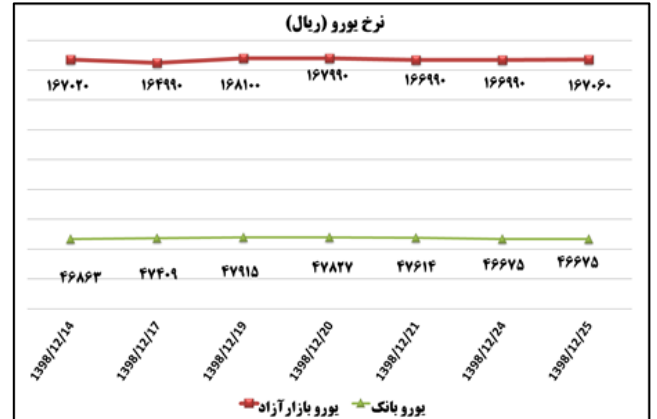 نرخ یورو (ریال)
۱۶۷۰۲۰ ۱۶۴۹۹۰ ۱۶۸۱۰۰ ۱۶۷۹۹۰ ۱۶۶۹۹۰ ۱۶۶۹۹۰ ۱۶۷۰۶۰
۴۶۸۶۳ ۴۷۴۰۹ ۴۷۹۱۵ ۴۷۸۲۷ ۴۷۶۱۴ ۴۶۶۷۵ ۴۶۶۷۵
1398/12/14 1398/12/17 1398/12/19 1398/12/20 1398/12/21 1398/12/24 1398/12/25
یورو بانک یورو بازار آزاد